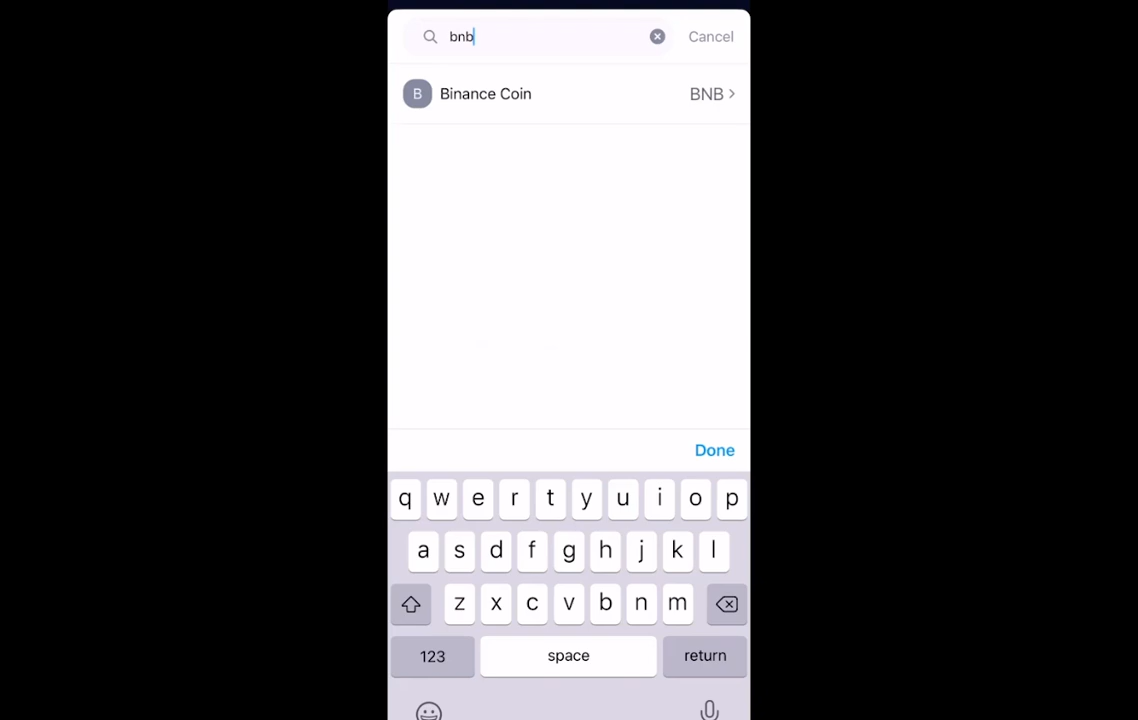 bnb Cancel
B Binance Coin BNB
Done
q w e r t y u i o p
a s d f g h j k l
z x c v b n m
123 space return